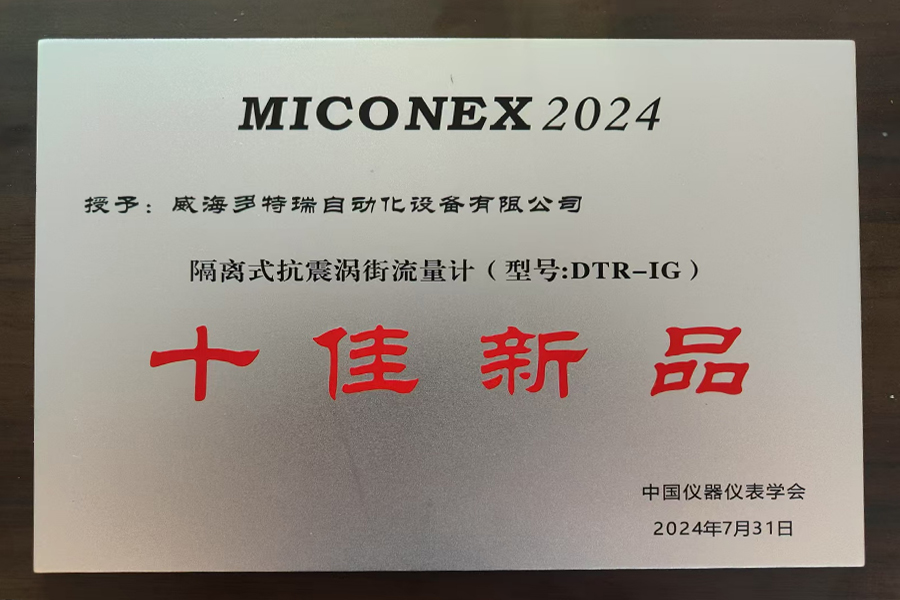 MICONEX 2024
授予：威海多特瑞自动化设备有限公司
隔离式抗震涡街流量计（型号:DTR-IG）
十佳新品
中国仪器仪表学会
2024年7月31日